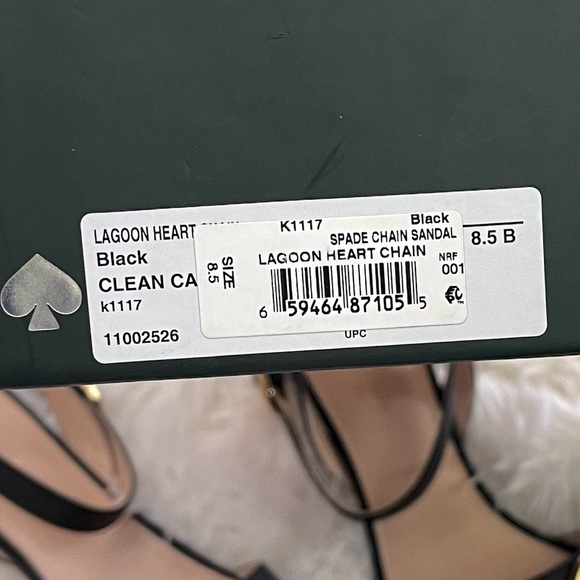 LAGOON HEART
Black
CLEAN CA
k1117
11002526
K1117
Black
SPADE CHAIN SANDAL
LAGOON HEART CHAIN
SIZE
8.5
NRF
001
6 59464 87105 5
8.5 B
UPC